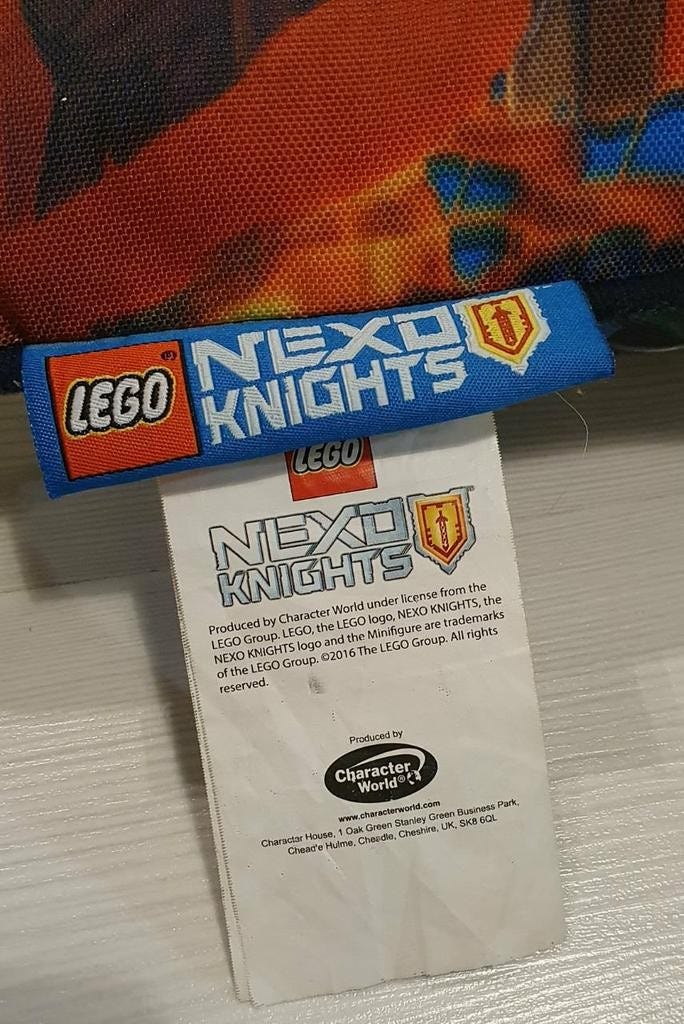 LEGO®
NEXO
KNIGHTS
LEGO
NEXO
KNIGHTS™
Produced by Character World under license from the
LEGO Group. LEGO, the LEGO logo, NEXO KNIGHTS, the
NEXO KNIGHTS logo and the Minifigure are trademarks
of the LEGO Group. ©2016 The LEGO Group. All rights
reserved.
Produced by
Character
World®
www.characterworld.com
Character House, 1 Oak Green Stanley Green Business Park,
Cheadle Hulme, Cheadle, Cheshire, UK, SK8 6QL